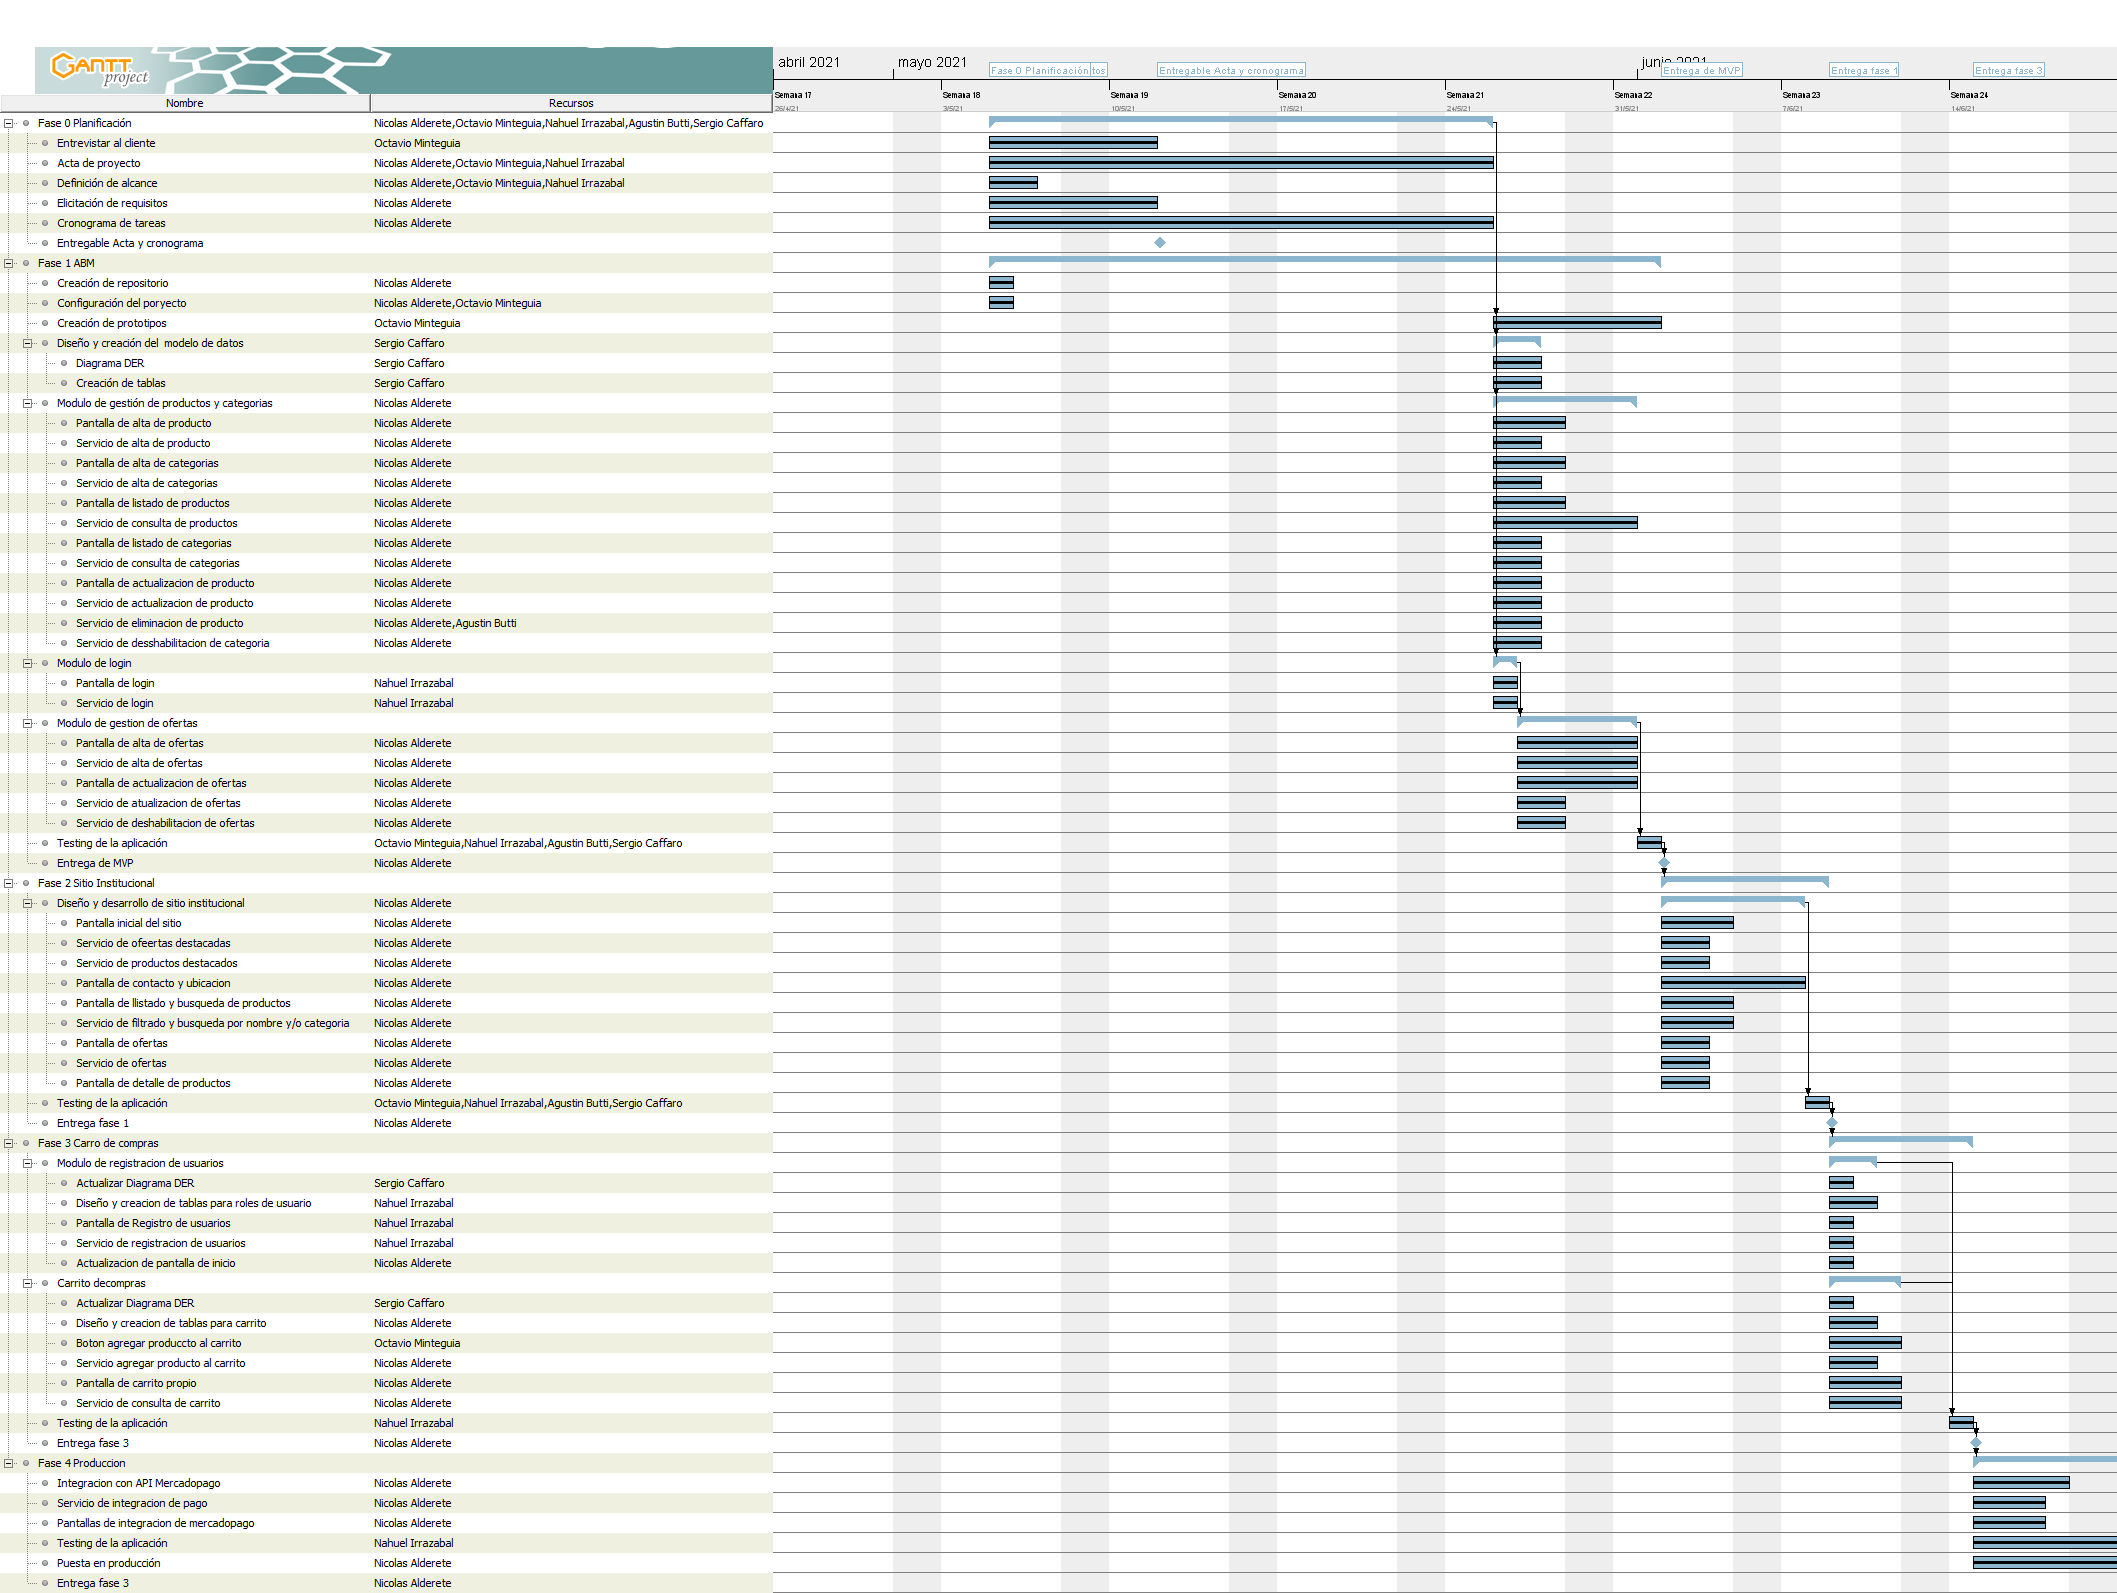 GANTT
project
abril 2021 mayo 2021 junio 2021
Fase 0 Planificación tos Entregable Acta y cronograma Entrega de MVP Entrega fase 1 Entrega fase 3
Nombre Recursos
Semana 17 Semana 18 Semana 19 Semana 20 Semana 21 Semana 22 Semana 23 Semana 24
26/4/21 3/5/21 10/5/21 17/5/21 24/5/21 31/5/21 7/6/21 14/6/21
Fase 0 Planificación Nicolas Alderete,Octavio Minteguia,Nahuel Irrazabal,Agustin Butti,Sergio Caffaro
Entrevistar al cliente Octavio Minteguia
Acta de proyecto Nicolas Alderete,Octavio Minteguia,Nahuel Irrazabal
Definición de alcance Nicolas Alderete,Octavio Minteguia,Nahuel Irrazabal
Elicitación de requisitos Nicolas Alderete
Cronograma de tareas Nicolas Alderete
Entregable Acta y cronograma
Fase 1 ABM
Creación de repositorio Nicolas Alderete
Configuración del poryecto Nicolas Alderete,Octavio Minteguia
Creación de prototipos Octavio Minteguia
Diseño y creación del modelo de datos Sergio Caffaro
Diagrama DER Sergio Caffaro
Creación de tablas Sergio Caffaro
Modulo de gestión de productos y categorias Nicolas Alderete
Pantalla de alta de producto Nicolas Alderete
Servicio de alta de producto Nicolas Alderete
Pantalla de alta de categorias Nicolas Alderete
Servicio de alta de categorias Nicolas Alderete
Pantalla de listado de productos Nicolas Alderete
Servicio de consulta de productos Nicolas Alderete
Pantalla de listado de categorias Nicolas Alderete
Servicio de consulta de categorias Nicolas Alderete
Pantalla de actualizacion de producto Nicolas Alderete
Servicio de actualizacion de producto Nicolas Alderete
Servicio de eliminacion de producto Nicolas Alderete,Agustin Butti
Servicio de desshabilitacion de categoria Nicolas Alderete
Modulo de login
Pantalla de login Nahuel Irrazabal
Servicio de login Nahuel Irrazabal
Modulo de gestion de ofertas
Pantalla de alta de ofertas Nicolas Alderete
Servicio de alta de ofertas Nicolas Alderete
Pantalla de actualizacion de ofertas Nicolas Alderete
Servicio de atualizacion de ofertas Nicolas Alderete
Servicio de deshabilitacion de ofertas Nicolas Alderete
Testing de la aplicación Octavio Minteguia,Nahuel Irrazabal,Agustin Butti,Sergio Caffaro
Entrega de MVP Nicolas Alderete
Fase 2 Sitio Institucional
Diseño y desarrollo de sitio institucional Nicolas Alderete
Pantalla inicial del sitio Nicolas Alderete
Servicio de ofeertas destacadas Nicolas Alderete
Servicio de productos destacados Nicolas Alderete
Pantalla de contacto y ubicacion Nicolas Alderete
Pantalla de llistado y busqueda de productos Nicolas Alderete
Servicio de filtrado y busqueda por nombre y/o categoria Nicolas Alderete
Pantalla de ofertas Nicolas Alderete
Servicio de ofertas Nicolas Alderete
Pantalla de detalle de productos Nicolas Alderete
Testing de la aplicación Octavio Minteguia,Nahuel Irrazabal,Agustin Butti,Sergio Caffaro
Entrega fase 1 Nicolas Alderete
Fase 3 Carro de compras
Modulo de registracion de usuarios
Actualizar Diagrama DER Sergio Caffaro
Diseño y creacion de tablas para roles de usuario Nahuel Irrazabal
Pantalla de Registro de usuarios Nahuel Irrazabal
Servicio de registracion de usuarios Nahuel Irrazabal
Actualizacion de pantalla de inicio Nicolas Alderete
Carrito decompras
Actualizar Diagrama DER Sergio Caffaro
Diseño y creacion de tablas para carrito Nicolas Alderete
Boton agregar produccto al carrito Octavio Minteguia
Servicio agregar producto al carrito Nicolas Alderete
Pantalla de carrito propio Nicolas Alderete
Servicio de consulta de carrito Nicolas Alderete
Testing de la aplicación Nahuel Irrazabal
Entrega fase 3 Nicolas Alderete
Fase 4 Produccion
Integracion con API Mercadopago Nicolas Alderete
Servicio de integracion de pago Nicolas Alderete
Pantallas de integracion de mercadopago Nicolas Alderete
Testing de la aplicación Nahuel Irrazabal
Puesta en producción Nicolas Alderete
Entrega fase 3 Nicolas Alderete